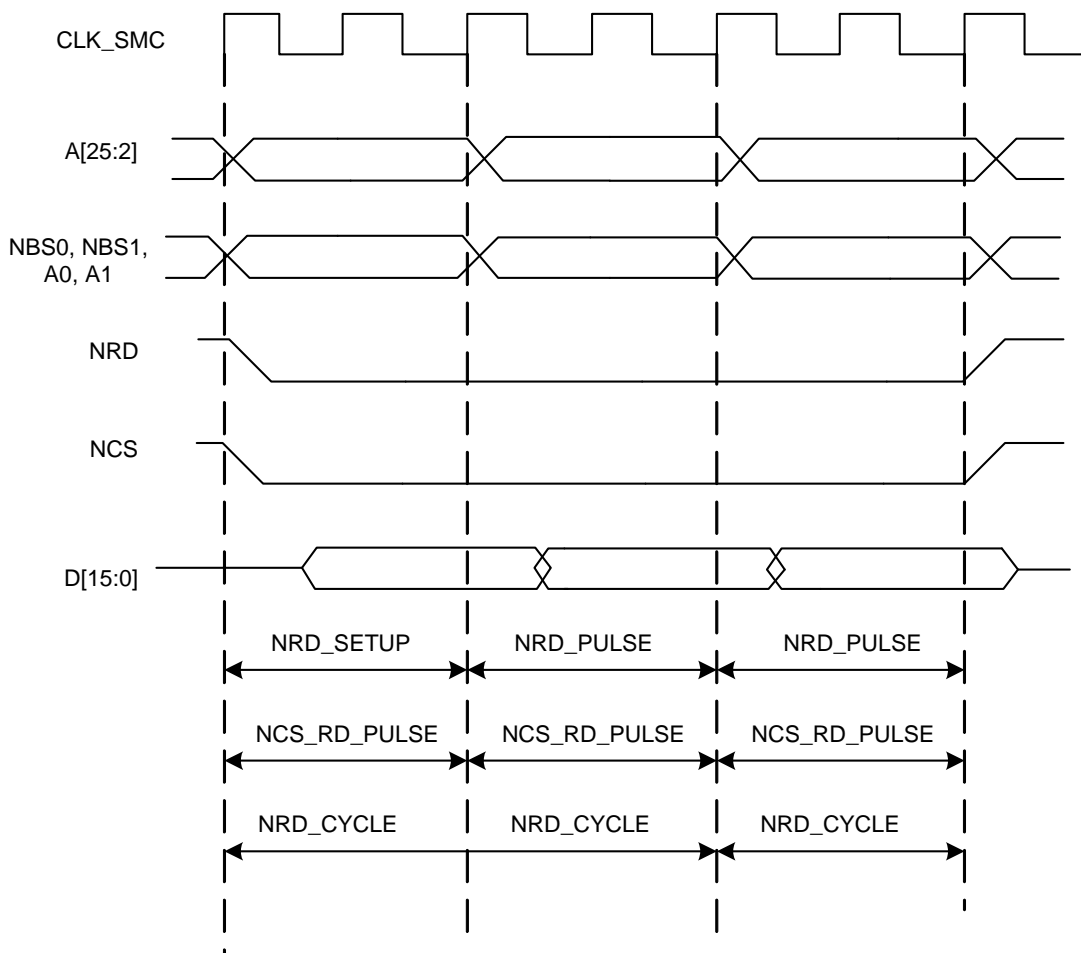 CLK_SMC
A[25:2]
NBS0, NBS1,
A0, A1
NRD
NCS
D[15:0]
NRD_SETUP NRD_PULSE NRD_PULSE
NCS_RD_PULSE NCS_RD_PULSE NCS_RD_PULSE
NRD_CYCLE NRD_CYCLE NRD_CYCLE